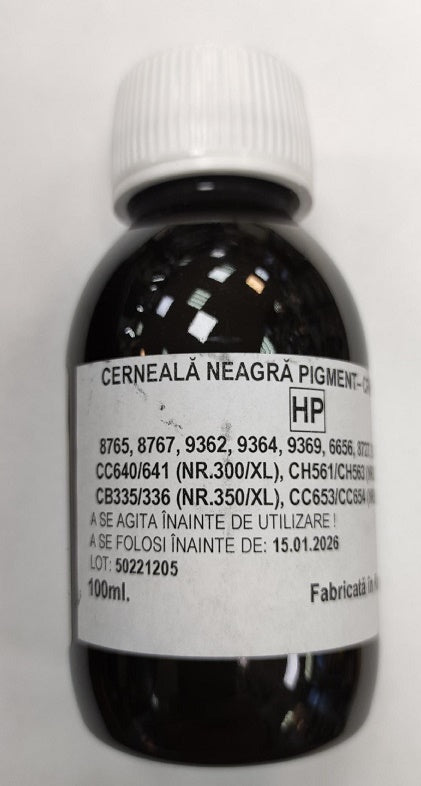 CERNEALĂ NEAGRĂ PIGMENT-
HP
8765, 8767, 9362, 9364, 9369, 6656,
CC640/641 (NR.300/XL), CH561/CH563
CB335/336 (NR.350/XL), CC653/CC654
A SE AGITA ÎNAINTE DE UTILIZARE !
A SE FOLOSI ÎNAINTE DE: 15.01.2026
LOT: 50221205
100ml. Fabricată în